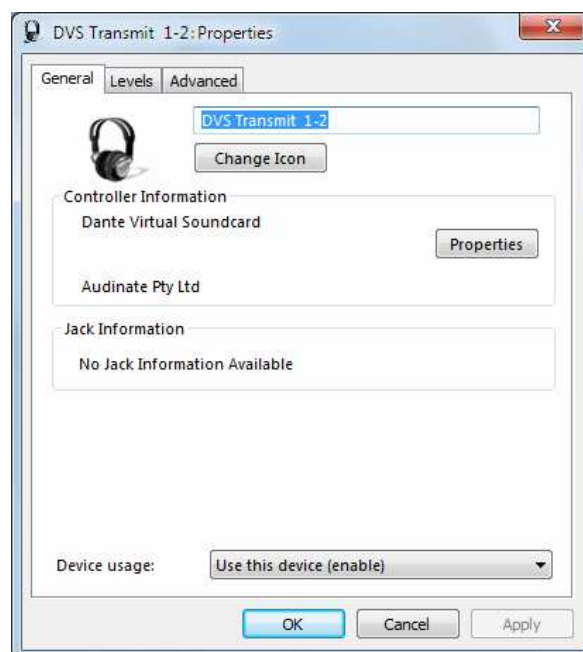 DVS Transmit 1-2: Properties
General Levels Advanced
DVS Transmit 1-2
Change Icon
Controller Information
Dante Virtual Soundcard
Properties
Audinate Pty Ltd
Jack Information
No Jack Information Available
Device usage: Use this device (enable)
OK Cancel Apply